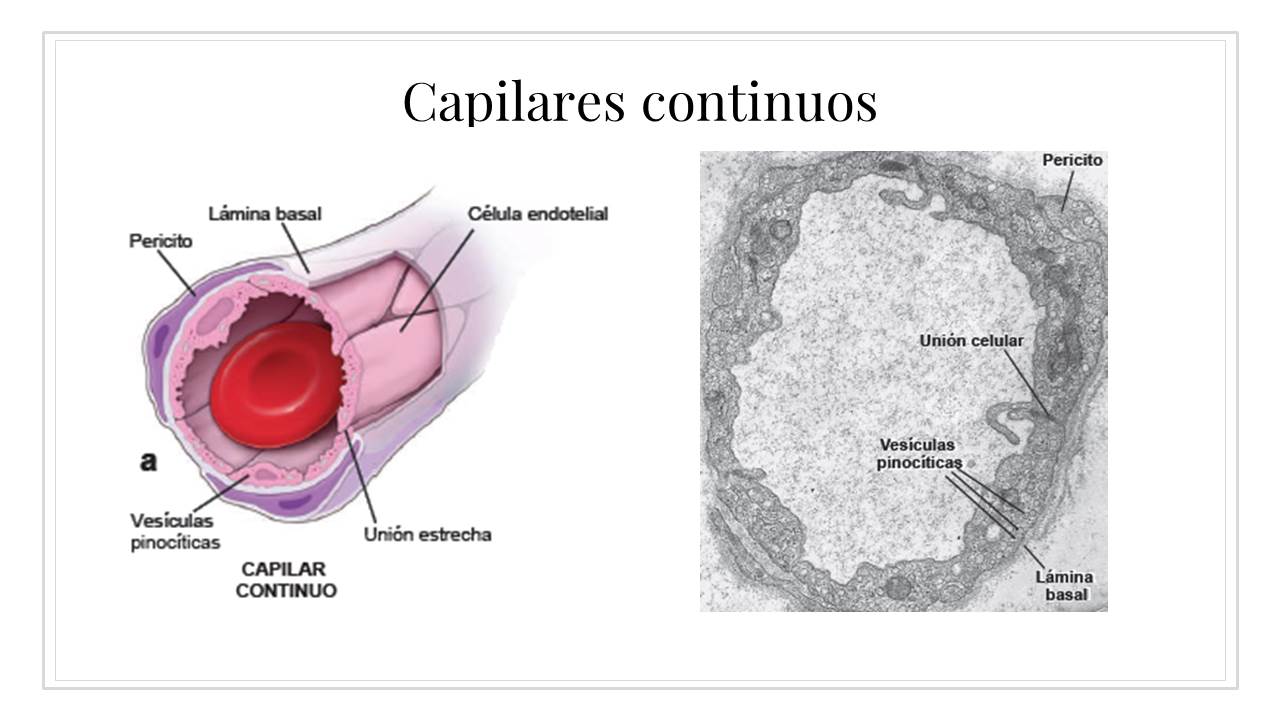 Capilares continuos
Lámina basal
Célula endotelial
Pericito
a
Vesículas
pinocíticas
Unión estrecha
CAPILAR
CONTINUO
Pericito
Unión celular
Vesículas
pinocíticas
Lámina
basal